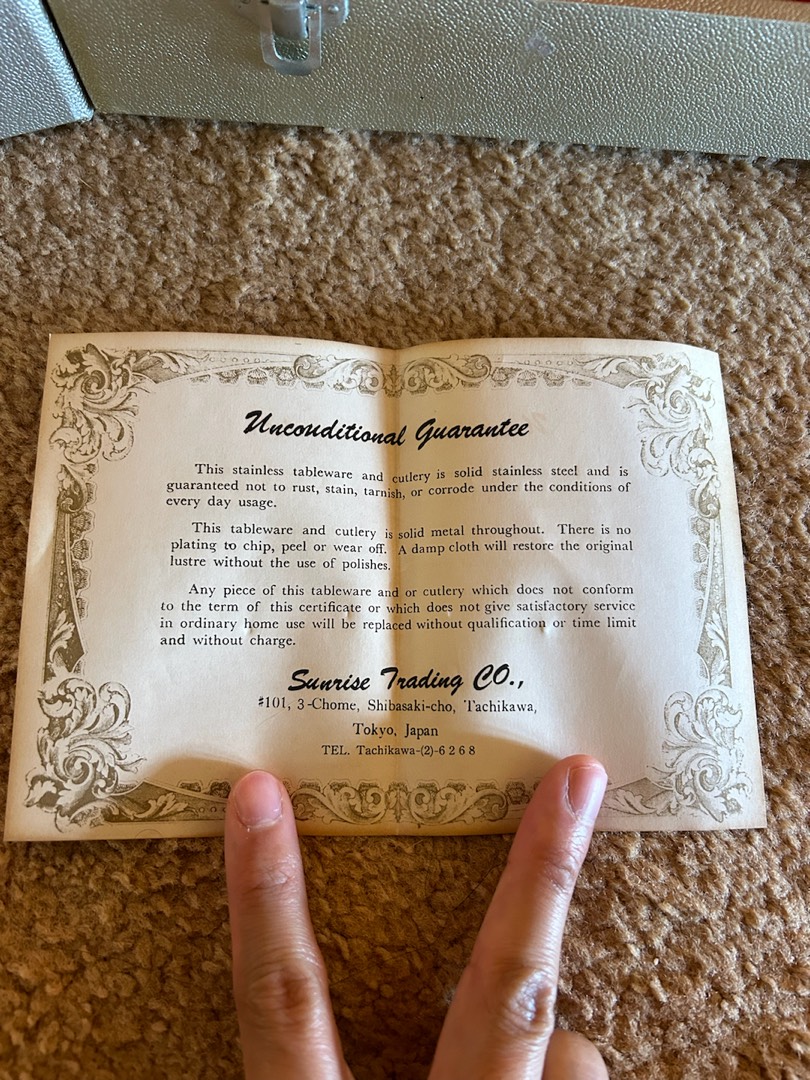 Unconditional Guarantee
This stainless tableware and cutlery is solid stainless steel and is
guaranteed not to rust, stain, tarnish, or corrode under the conditions of
every day usage.
This tableware and cutlery is solid metal throughout. There is no
plating to chip, peel or wear off. A damp cloth will restore the original
lustre without the use of polishes.
Any piece of this tableware and or cutlery which does not conform
to the term of this certificate or which does not give satisfactory service
in ordinary home use will be replaced without qualification or time limit
and without charge.
Sunrise Trading CO.,
#101, 3-Chome, Shibasaki-cho, Tachikawa,
Tokyo, Japan
TEL. Tachikawa-(2)-6268